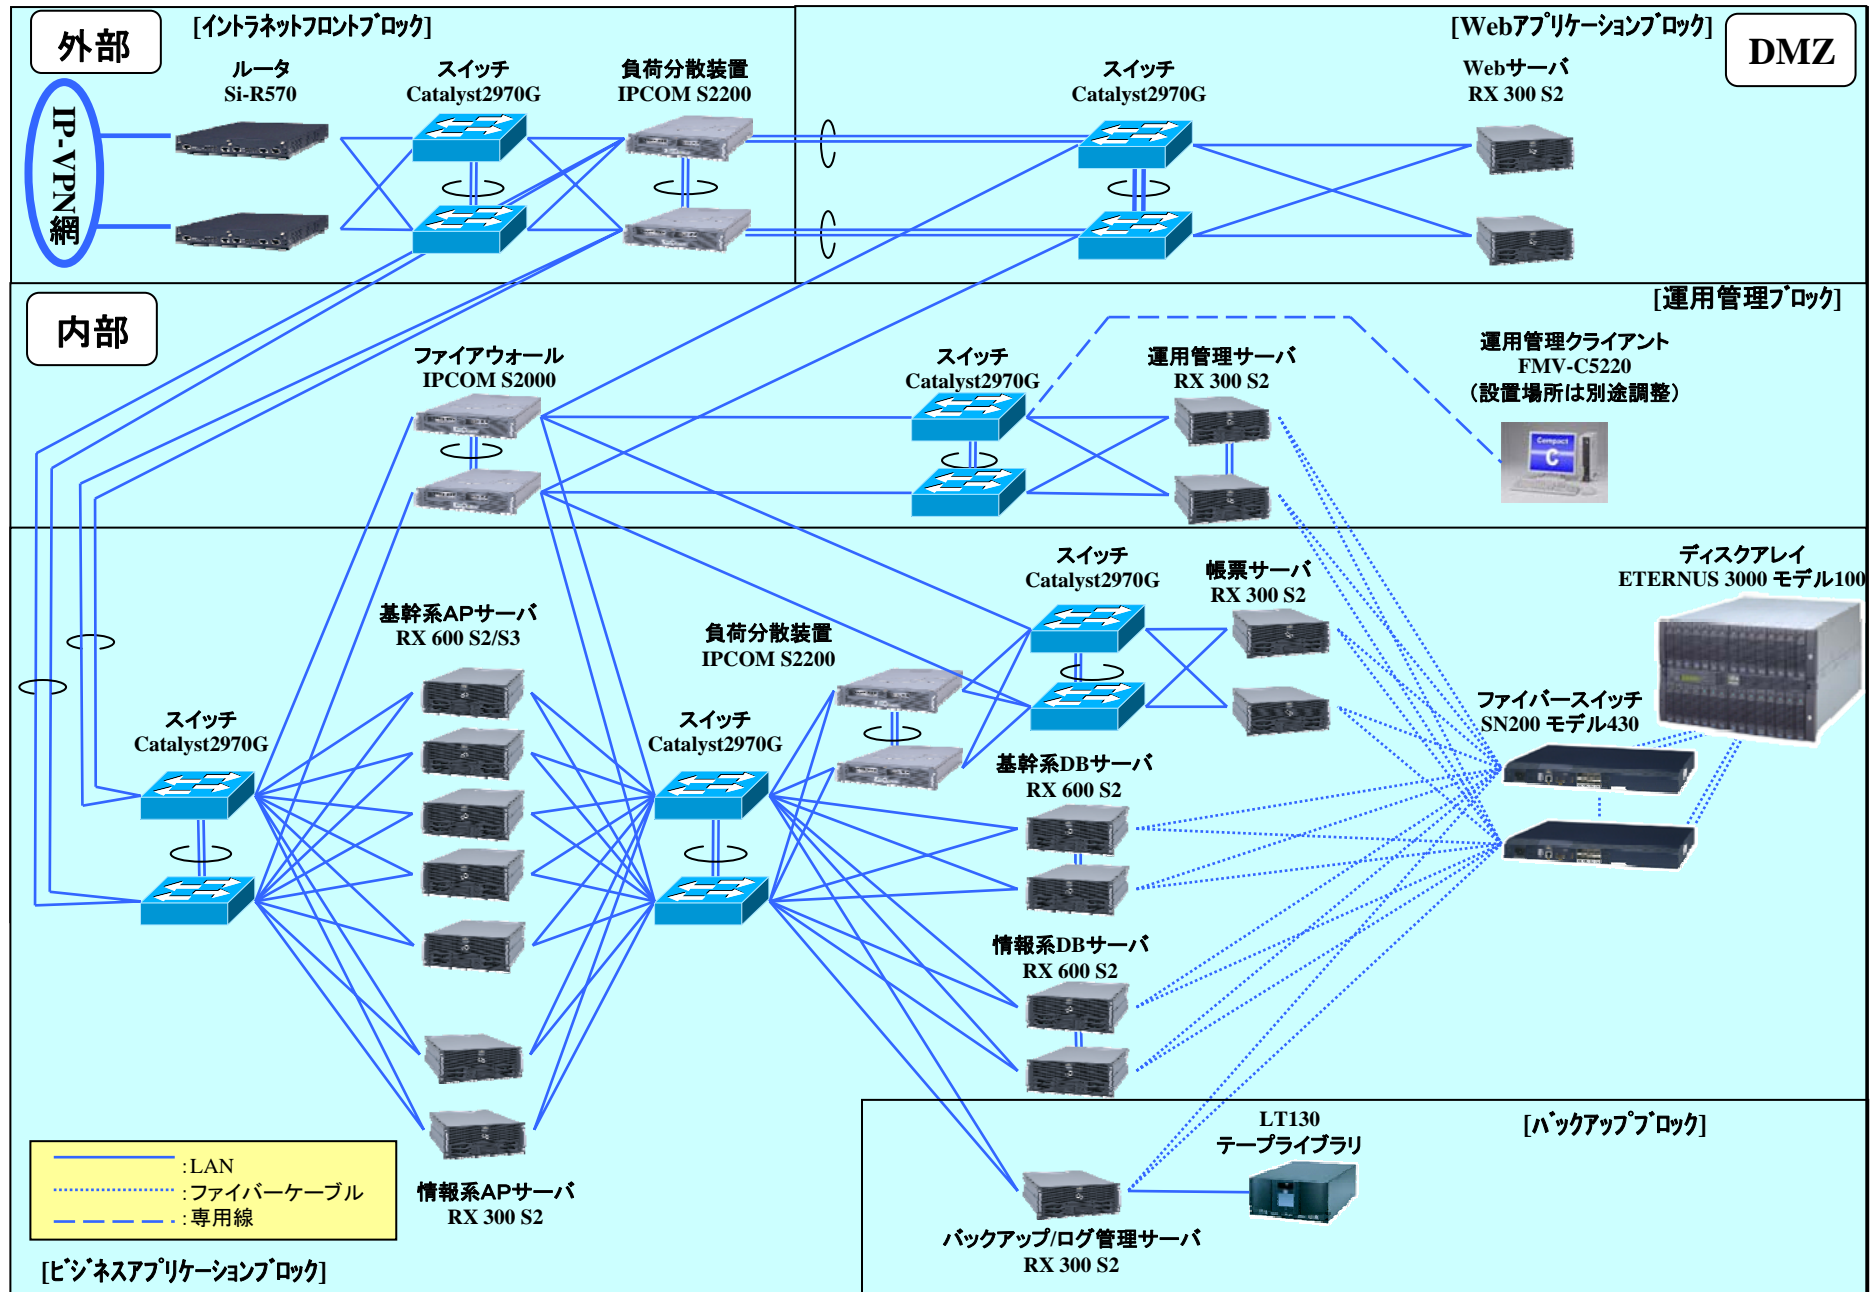 外部
[イントラネットフロントブロック]
[Webアプリケーションブロック]
DMZ
ルータ
Si-R570
スイッチ
Catalyst2970G
負荷分散装置
IPCOM S2200
スイッチ
Catalyst2970G
Webサーバ
RX 300 S2
IP-VPN網
内部
[運用管理ブロック]
ファイアウォール
IPCOM S2000
スイッチ
Catalyst2970G
運用管理サーバ
RX 300 S2
運用管理クライアント
FMV-C5220
（設置場所は別途調整）
Compact
C
スイッチ
Catalyst2970G
帳票サーバ
RX 300 S2
ディスクアレイ
ETERNUS 3000 モデル100
基幹系APサーバ
RX 600 S2/S3
負荷分散装置
IPCOM S2200
ファイバースイッチ
SN200 モデル430
スイッチ
Catalyst2970G
スイッチ
Catalyst2970G
基幹系DBサーバ
RX 600 S2
情報系DBサーバ
RX 600 S2
LT130
テープライブラリ
[バックアップブロック]
：LAN
：ファイバーケーブル
：専用線
情報系APサーバ
RX 300 S2
バックアップ/ログ管理サーバ
RX 300 S2
[ビジネスアプリケーションブロック]